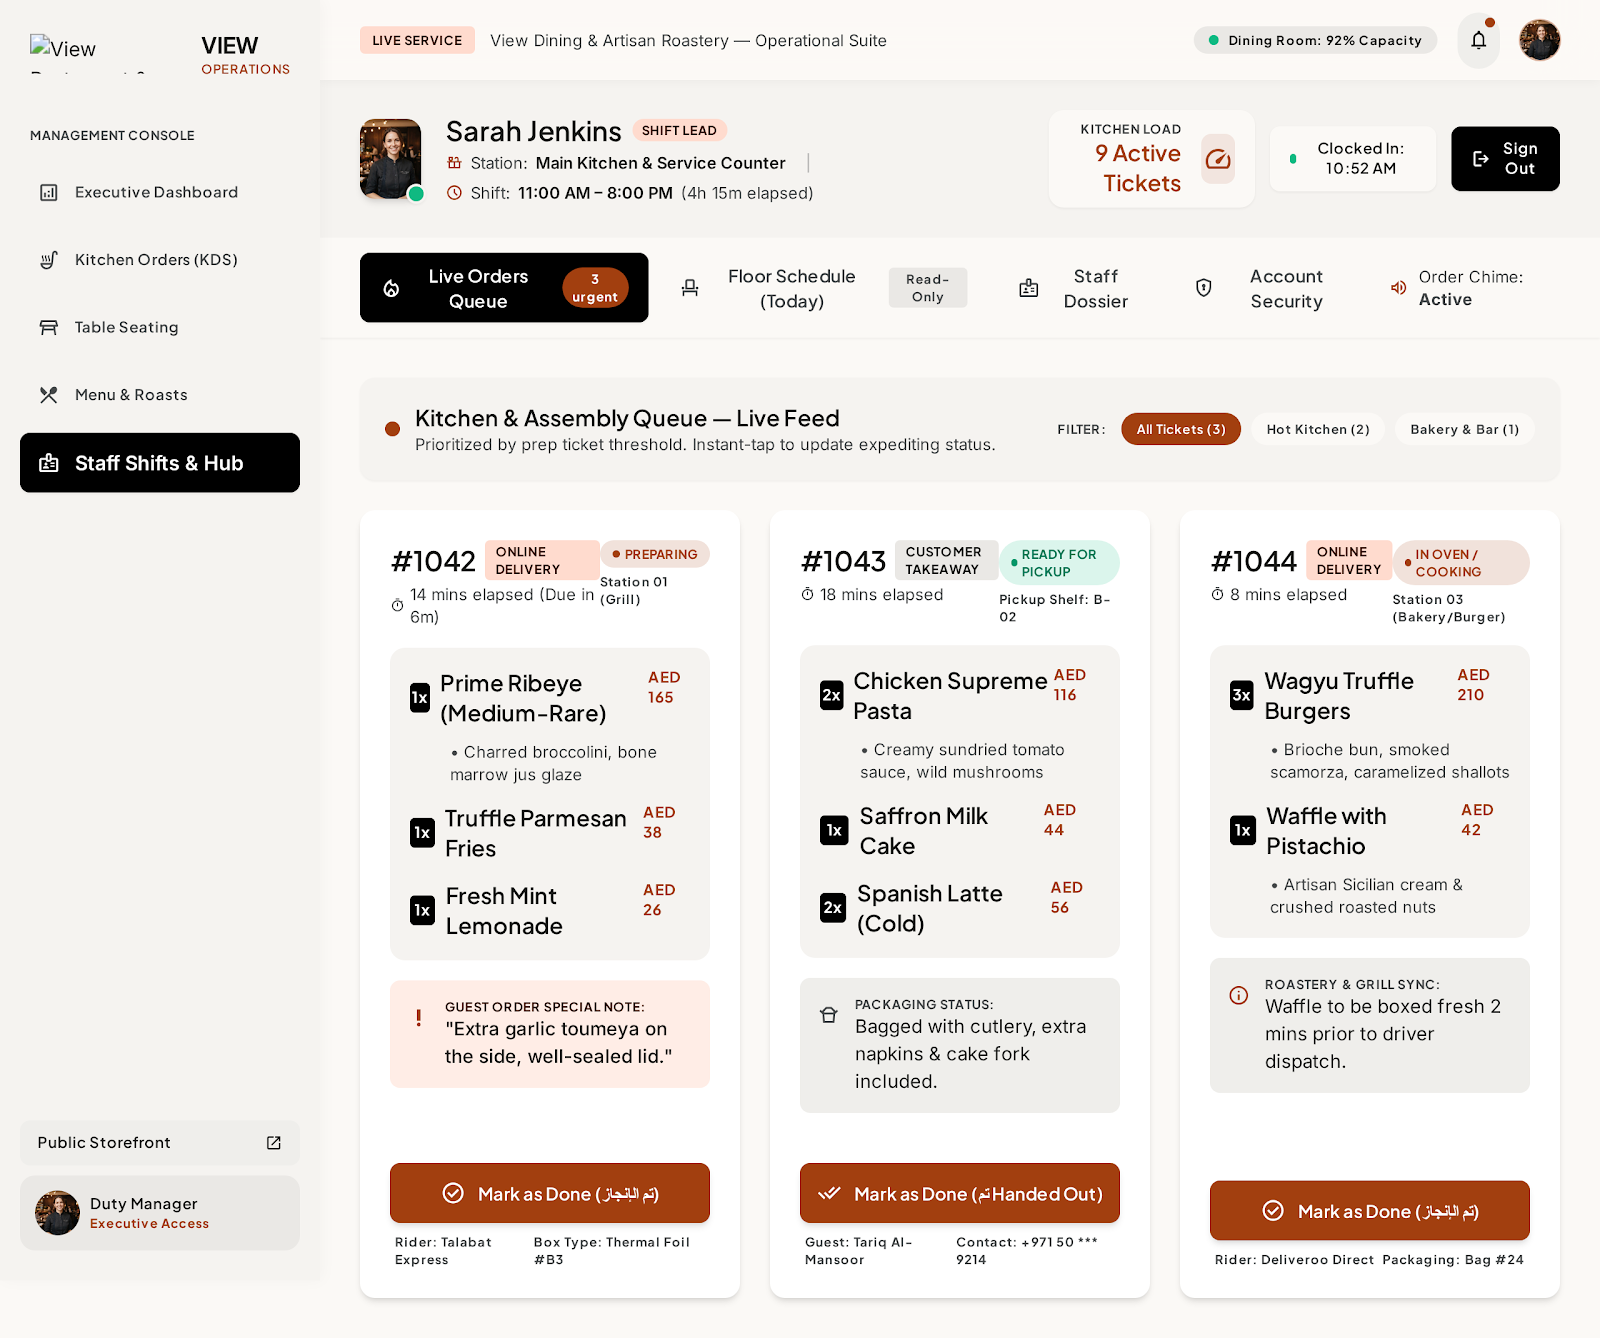 View
VIEW
OPERATIONS
MANAGEMENT CONSOLE
Executive Dashboard
Kitchen Orders (KDS)
Table Seating
Menu & Roasts
Staff Shifts & Hub
Public Storefront
Duty Manager
Executive Access
LIVE SERVICE
View Dining & Artisan Roastery — Operational Suite
Dining Room: 92% Capacity
Sarah Jenkins
SHIFT LEAD
Station: Main Kitchen & Service Counter
Shift: 11:00 AM – 8:00 PM (4h 15m elapsed)
KITCHEN LOAD
9 Active
Tickets
Clocked In:
10:52 AM
Sign
Out
Live Orders
Queue
3
urgent
Floor Schedule
(Today)
Read-
Only
Staff
Dossier
Account
Security
Order Chime:
Active
Kitchen & Assembly Queue — Live Feed
Prioritized by prep ticket threshold. Instant-tap to update expediting status.
FILTER:
All Tickets (3)
Hot Kitchen (2)
Bakery & Bar (1)
#1042
ONLINE
DELIVERY
PREPARING
14 mins elapsed (Due in
6m)
Station 01
(Grill)
1x
Prime Ribeye
(Medium-Rare)
AED
165
• Charred broccolini, bone
marrow jus glaze
1x
Truffle Parmesan
Fries
AED
38
1x
Fresh Mint
Lemonade
AED
26
GUEST ORDER SPECIAL NOTE:
"Extra garlic toumeya on
the side, well-sealed lid."
Mark as Done (تم الإنجاز)
Rider: Talabat
Express
Box Type: Thermal Foil
#B3
#1043
CUSTOMER
TAKEAWAY
READY FOR
PICKUP
18 mins elapsed
Pickup Shelf: B-
02
2x
Chicken Supreme
Pasta
AED
116
• Creamy sundried tomato
sauce, wild mushrooms
1x
Saffron Milk
Cake
AED
44
2x
Spanish Latte
(Cold)
AED
56
PACKAGING STATUS:
Bagged with cutlery, extra
napkins & cake fork
included.
Mark as Done (تم Handed Out)
Guest: Tariq Al-
Mansoor
Contact: +971 50 ***
9214
#1044
ONLINE
DELIVERY
IN OVEN /
COOKING
8 mins elapsed
Station 03
(Bakery/Burger)
3x
Wagyu Truffle
Burgers
AED
210
• Brioche bun, smoked
scamorza, caramelized shallots
1x
Waffle with
Pistachio
AED
42
• Artisan Sicilian cream &
crushed roasted nuts
ROASTERY & GRILL SYNC:
Waffle to be boxed fresh 2
mins prior to driver
dispatch.
Mark as Done (تم الإنجاز)
Rider: Deliveroo Direct
Packaging: Bag #24